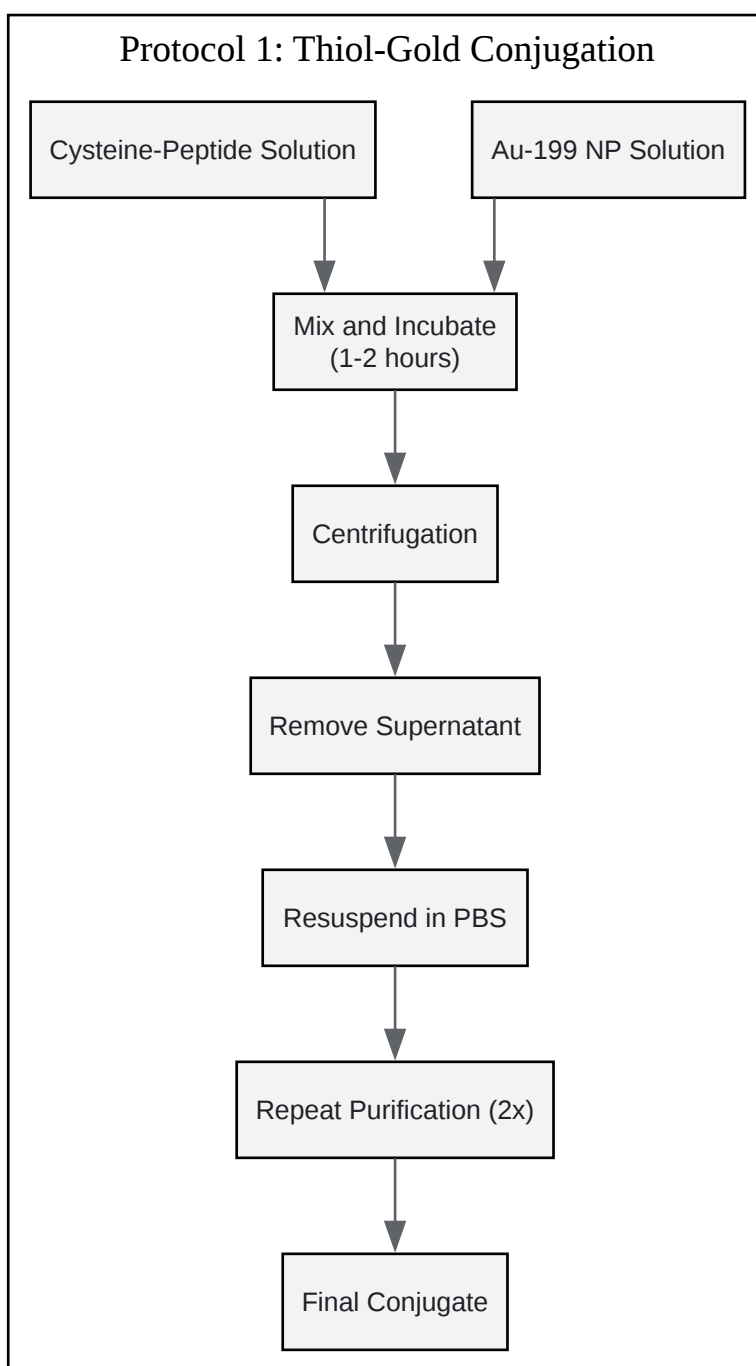 Protocol 1: Thiol-Gold Conjugation
Cysteine-Peptide Solution
Au-199 NP Solution
Mix and Incubate
(1-2 hours)
Centrifugation
Remove Supernatant
Resuspend in PBS
Repeat Purification (2x)
Final Conjugate